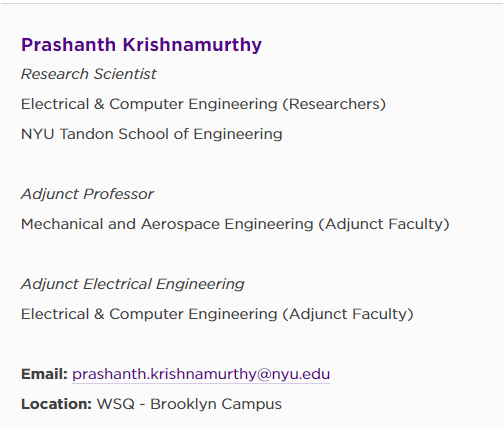 Prashanth Krishnamurthy
Research Scientist
Electrical & Computer Engineering (Researchers)
NYU Tandon School of Engineering
Adjunct Professor
Mechanical and Aerospace Engineering (Adjunct Faculty)
Adjunct Electrical Engineering
Electrical & Computer Engineering (Adjunct Faculty)
Email: prashanth.krishnamurthy@nyu.edu
Location: WSQ - Brooklyn Campus